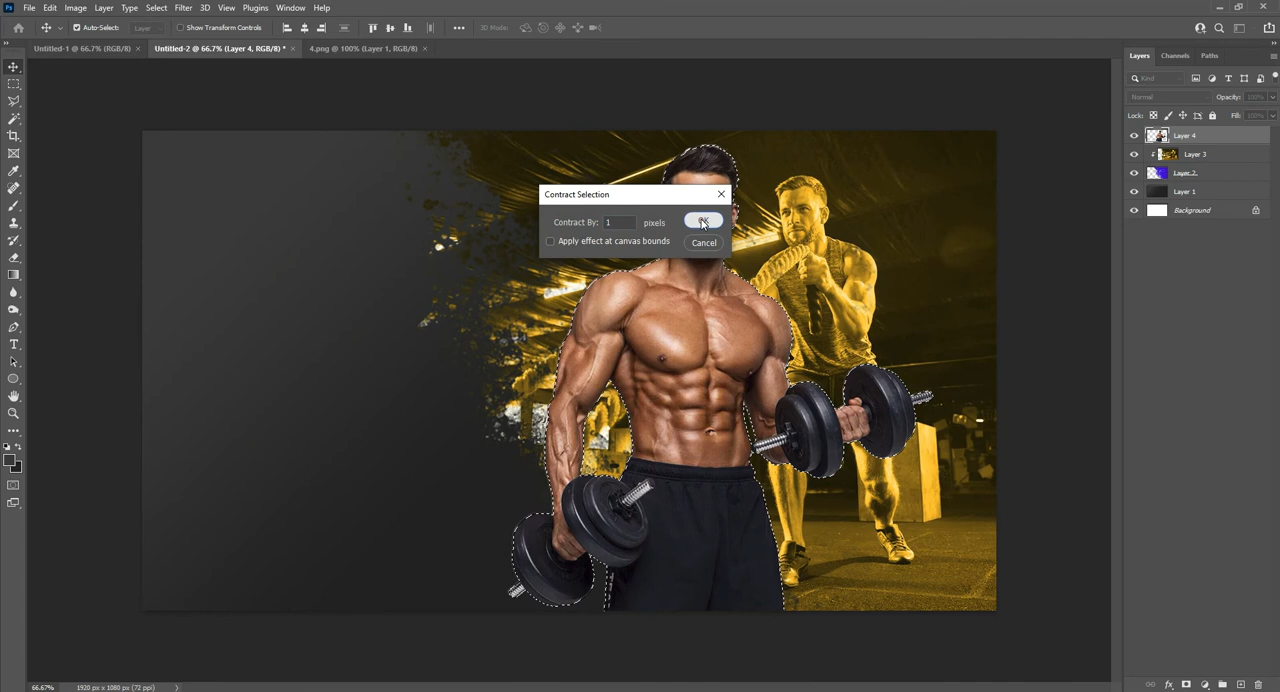 Ps File Edit Image Layer Type Select Filter 3D View Plugins Window Help
Auto-Select: Layer Show Transform Controls ••• 3D Mode:
Untitled-1 @ 66.7% (RGB/8) × Untitled-2 @ 66.7% (Layer 4, RGB/8) * × 4.png @ 100% (Layer 1, RGB/8) ×
Layers Channels Paths
Kind
Normal Opacity: 100%
Lock: Fill: 100%
Layer 4
Layer 3
Layer 2
Layer 1
Background
Contract Selection
Contract By: 1 pixels OK
Apply effect at canvas bounds Cancel
66.67% 1920 px x 1080 px (72 ppi)